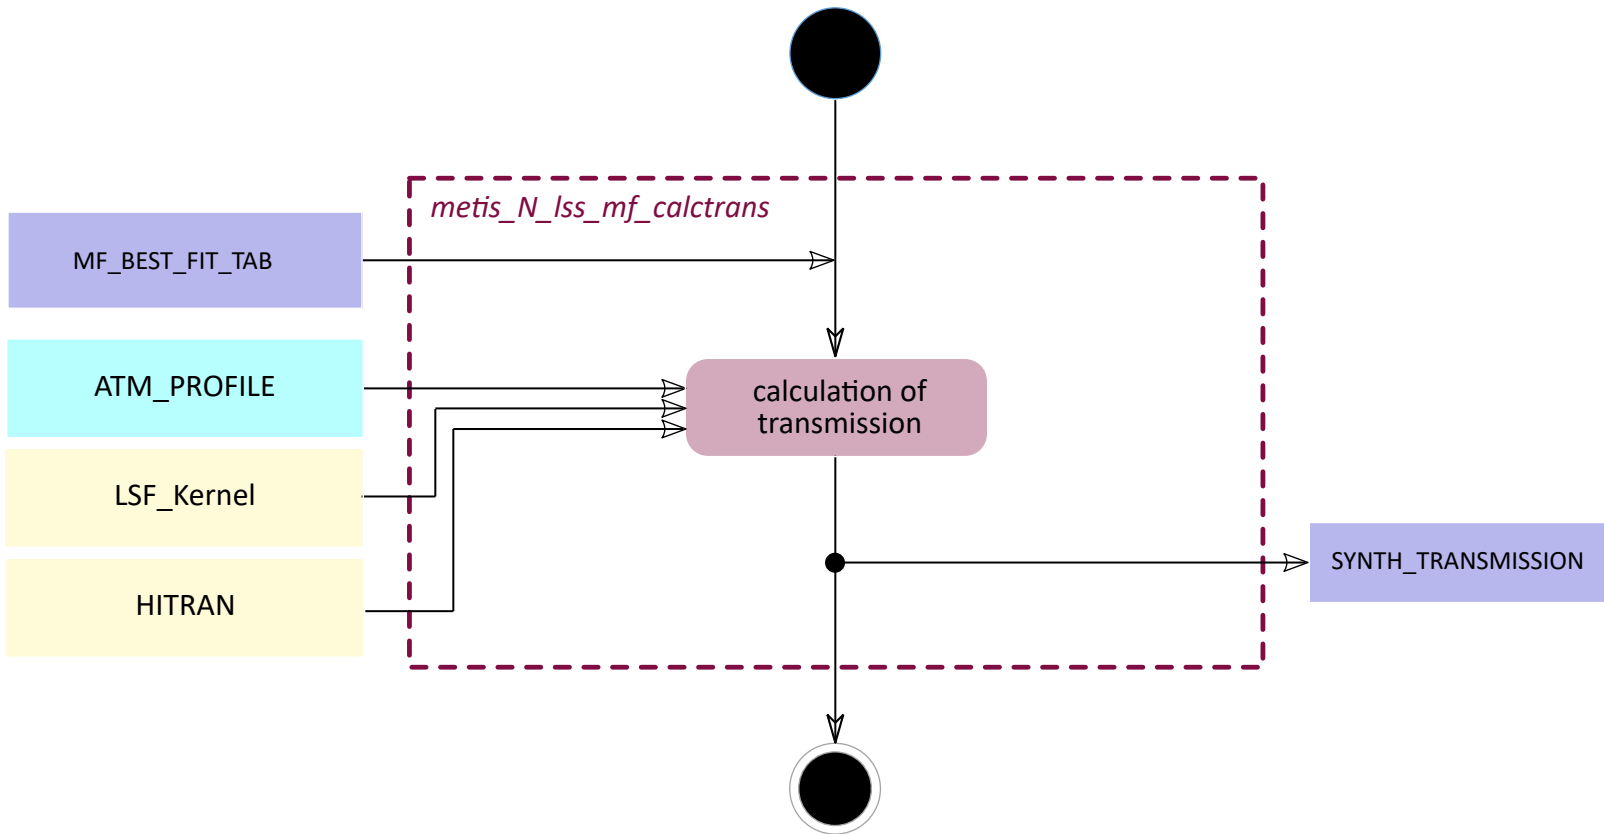 metis_N_lss_mf_calctrans
MF_BEST_FIT_TAB
ATM_PROFILE
calculation of
transmission
LSF_Kernel
SYNTH_TRANSMISSION
HITRAN